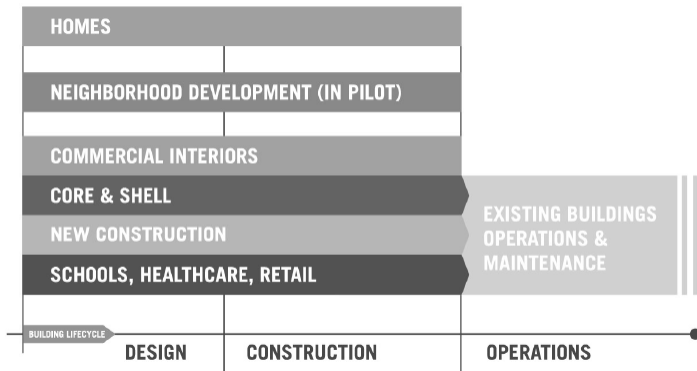 HOMES
NEIGHBORHOOD DEVELOPMENT (IN PILOT)
COMMERCIAL INTERIORS
CORE & SHELL
NEW CONSTRUCTION
SCHOOLS, HEALTHCARE, RETAIL
EXISTING BUILDINGS
OPERATIONS &
MAINTENANCE
BUILDING LIFECYCLE
DESIGN
CONSTRUCTION
OPERATIONS